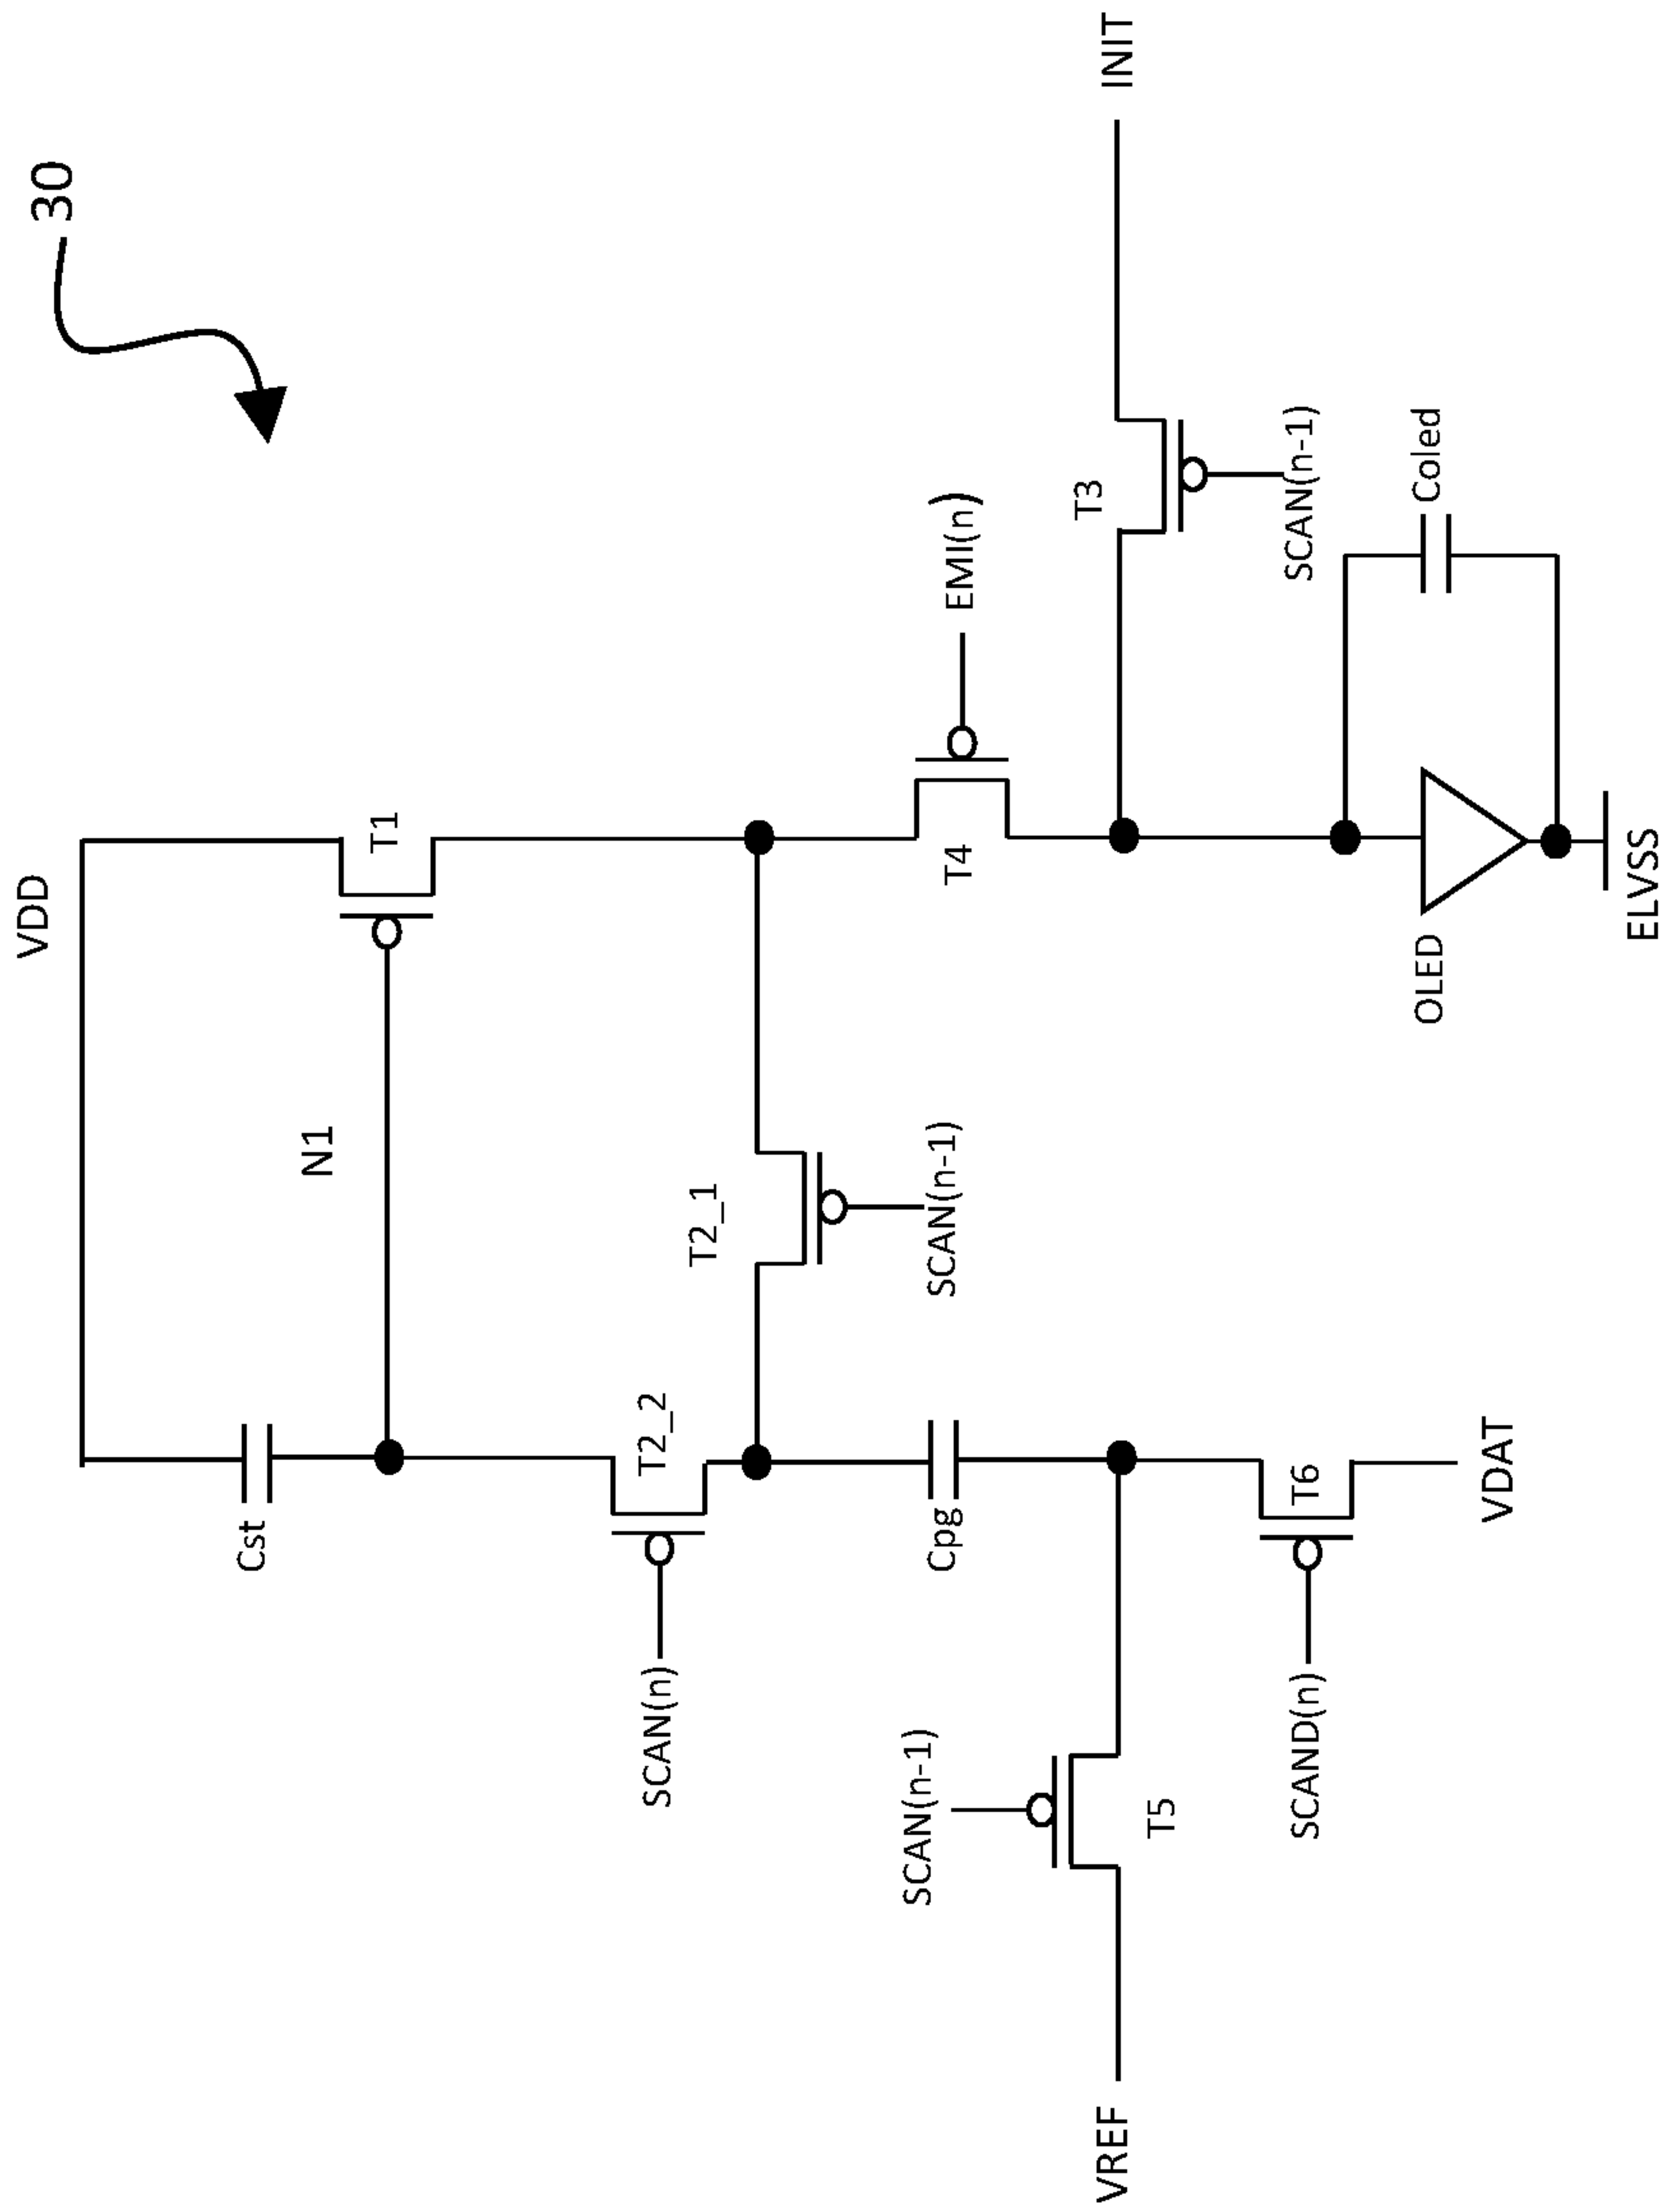 30
VDD
T1
N1
Cst
T2_2
SCAN(n)
T2_1
SCAN(n-1)
EMI(n)
T4
T3
INIT
SCAN(n-1)
Cpg
SCAN(n-1)
T5
VREF
T6
SCAND(n)
VDAT
Coled
OLED
ELVSS